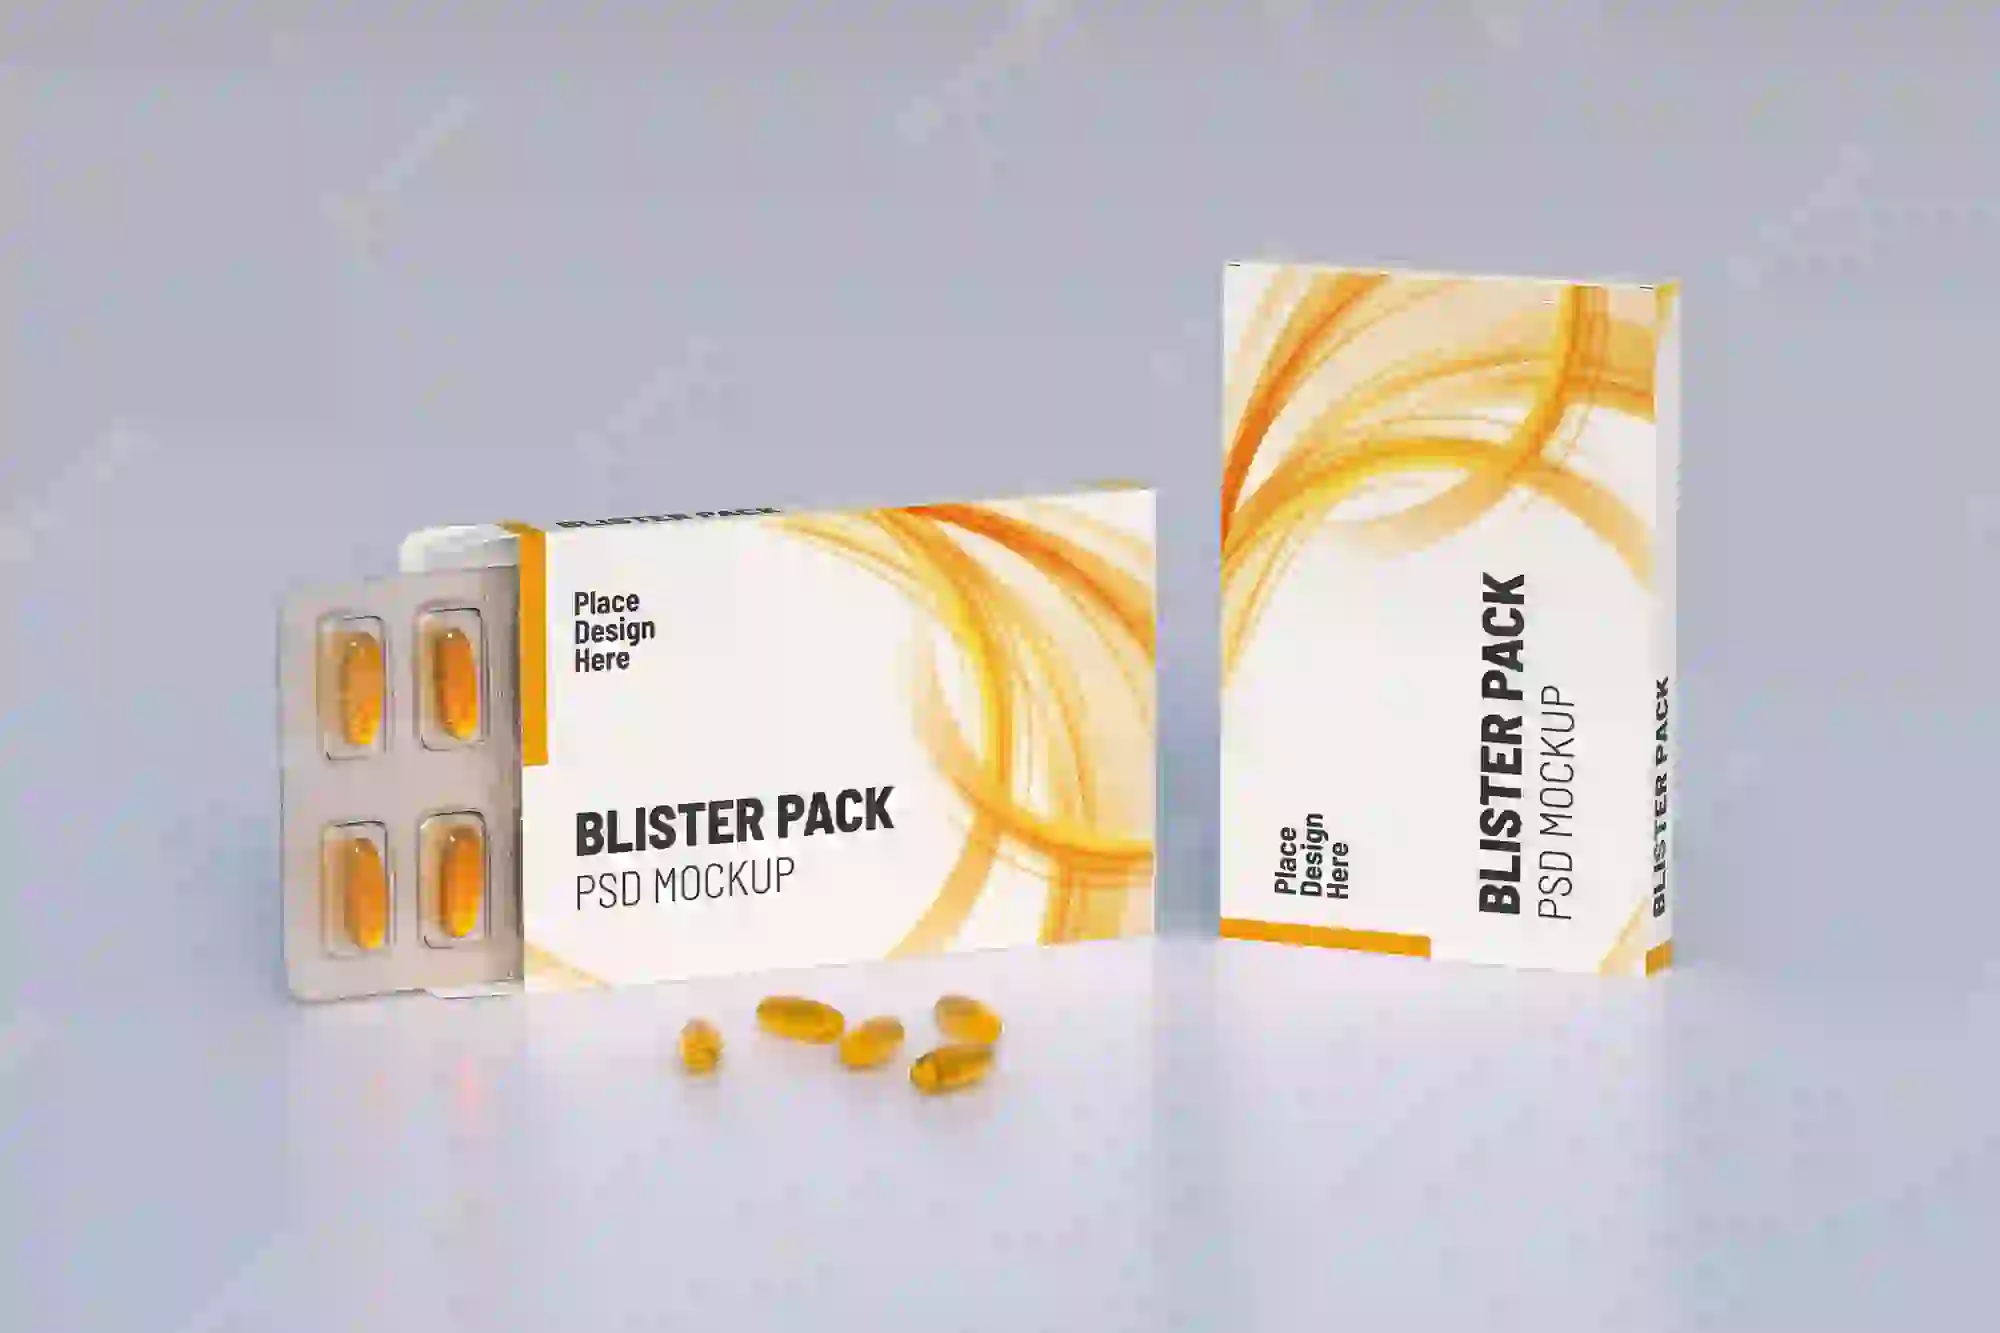 BLISTER PACK
Place
Design
Here
BLISTER PACK
PSD MOCKUP
Place
Design
Here
BLISTER PACK
PSD MOCKUP
BLISTER PACK